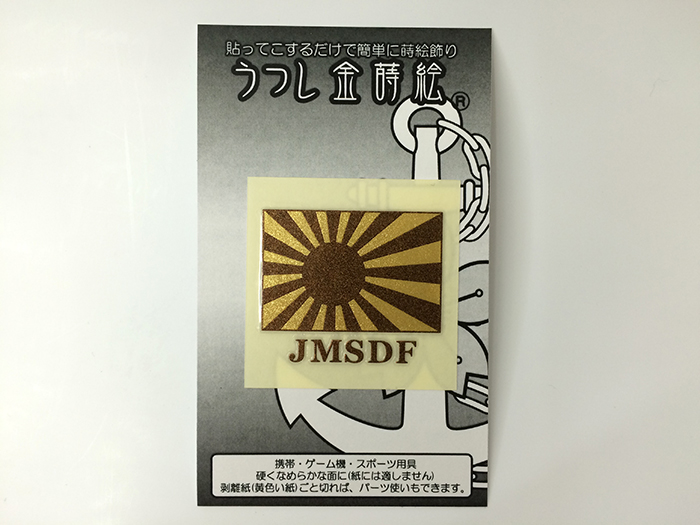 貼ってこするだけで簡単に蒔絵飾り
うつし金蒔絵®
JMSDF
携帯・ゲーム機・スポーツ用具
硬くなめらかな面に(紙には適しません)
剥離紙(黄色い紙)ごと切れば、パーツ使いもできます。